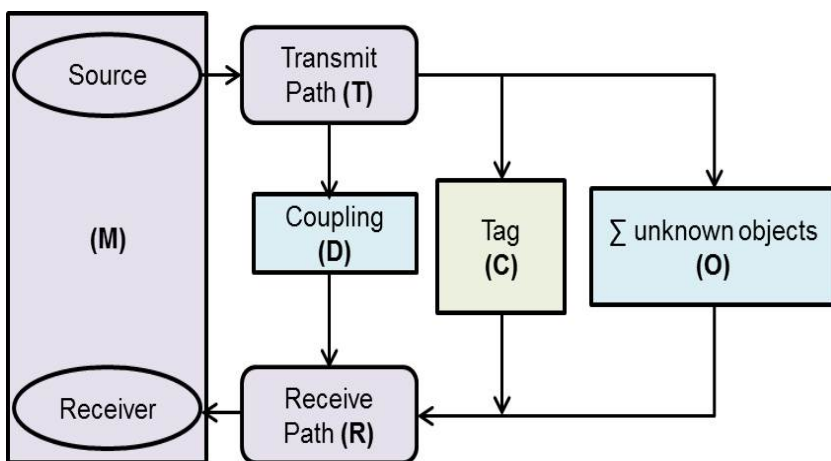 Source
Transmit
Path (T)
Coupling
(D)
Tag
(C)
∑ unknown objects
(O)
(M)
Receiver
Receive
Path (R)